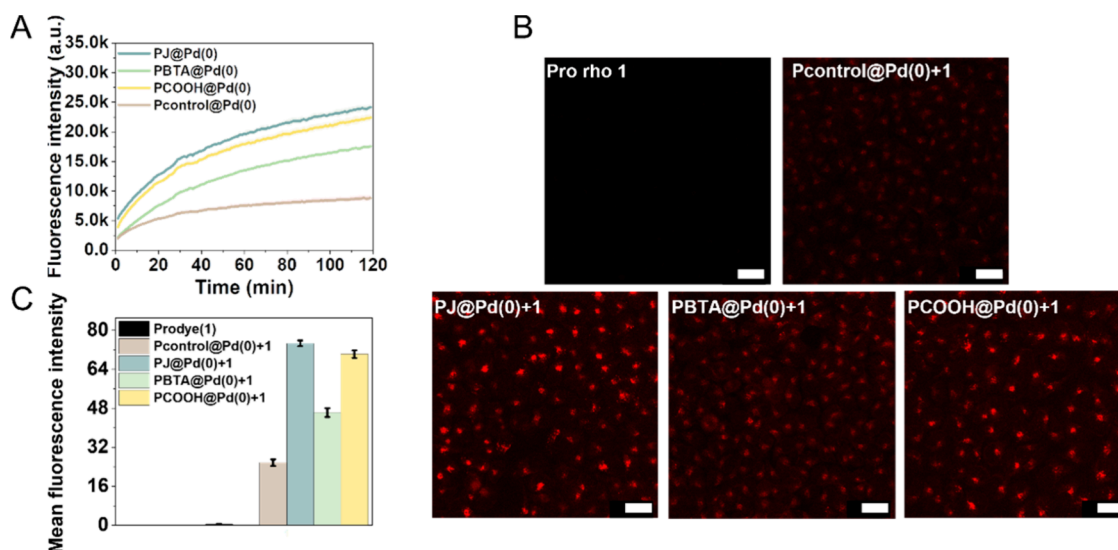 A
Fluorescence intensity (a.u.)
35.0k
30.0k
25.0k
20.0k
15.0k
10.0k
5.0k
0.0
PJ@Pd(0)
PBTA@Pd(0)
PCOOH@Pd(0)
Pcontrol@Pd(0)
0 20 40 60 80 100 120
Time (min)
B
Pro rho 1
Pcontrol@Pd(0)+1
PJ@Pd(0)+1
PBTA@Pd(0)+1
PCOOH@Pd(0)+1
C
Mean fluorescence intensity
80
64
48
32
16
0
Prodye(1)
Pcontrol@Pd(0)+1
PJ@Pd(0)+1
PBTA@Pd(0)+1
PCOOH@Pd(0)+1